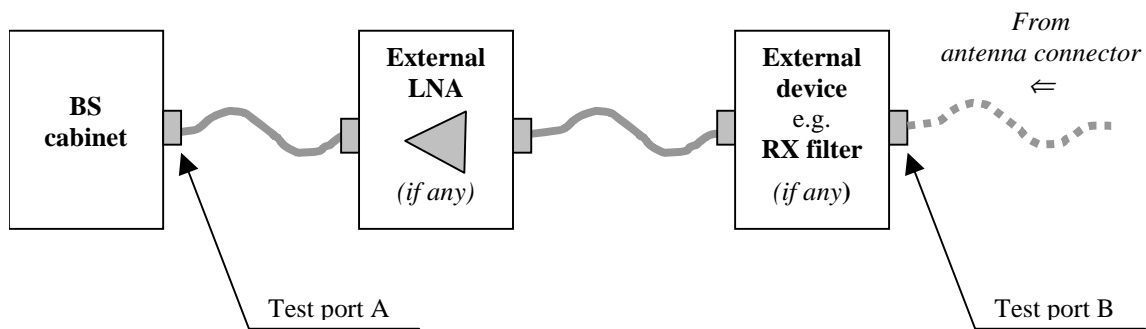 BS
cabinet
External
LNA
(if any)
External
device
e.g.
RX filter
(if any)
From
antenna connector
⇐
Test port A
Test port B